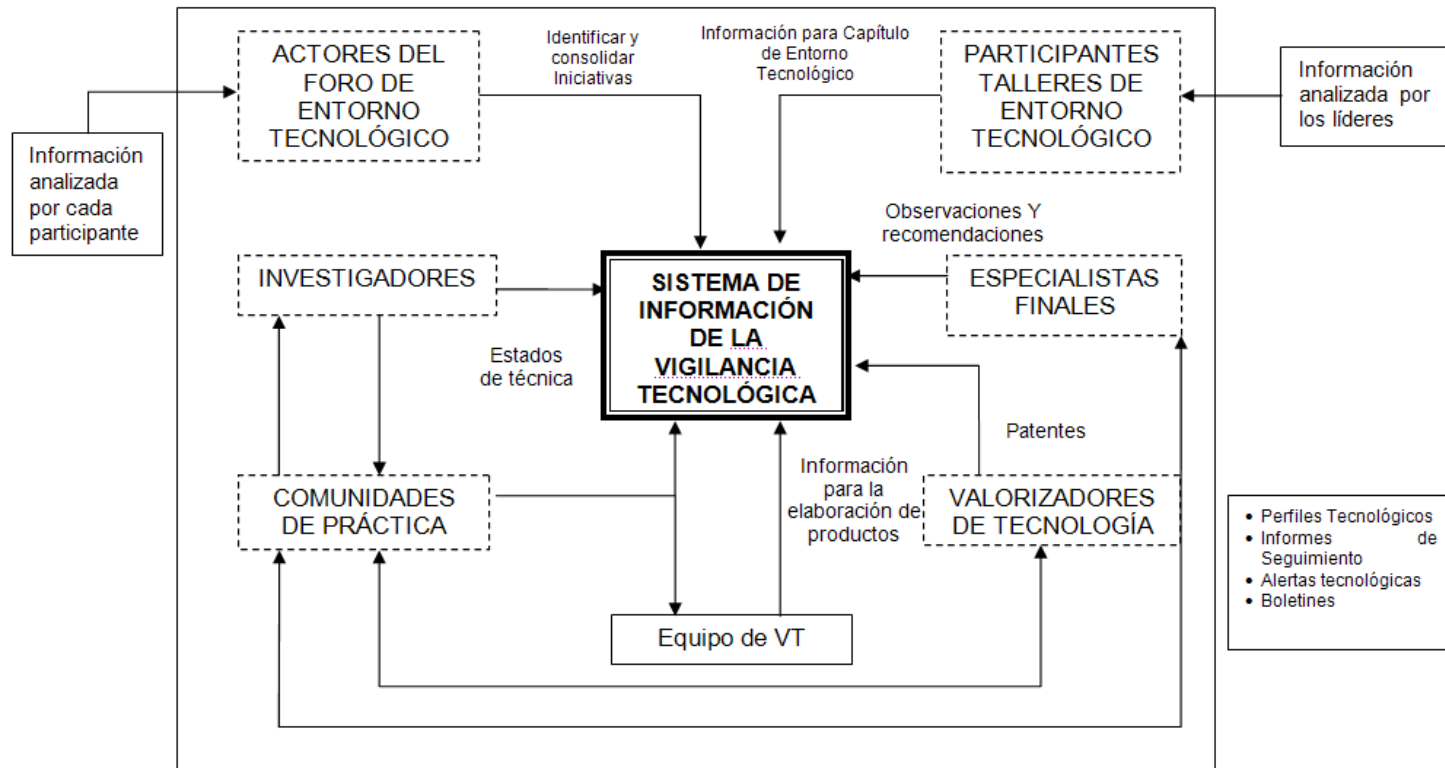 ACTORES DEL
FORO DE
ENTORNO
TECNOLÓGICO
Identificar y
consolidar
Iniciativas
Información para Capítulo
de Entorno
Tecnológico
PARTICIPANTES
TALLERES DE
ENTORNO
TECNOLÓGICO
Información
analizada por
los líderes
Información
analizada
por cada
participante
Observaciones Y
recomendaciones
INVESTIGADORES
SISTEMA DE
INFORMACIÓN
DE LA
VIGILANCIA
TECNOLÓGICA
ESPECIALISTAS
FINALES
Estados
de técnica
Patentes
COMUNIDADES
DE PRÁCTICA
Información
para la
elaboración de
productos
VALORIZADORES
DE TECNOLOGÍA
• Perfiles Tecnológicos
• Informes de
Seguimiento
• Alertas tecnológicas
• Boletines
Equipo de VT